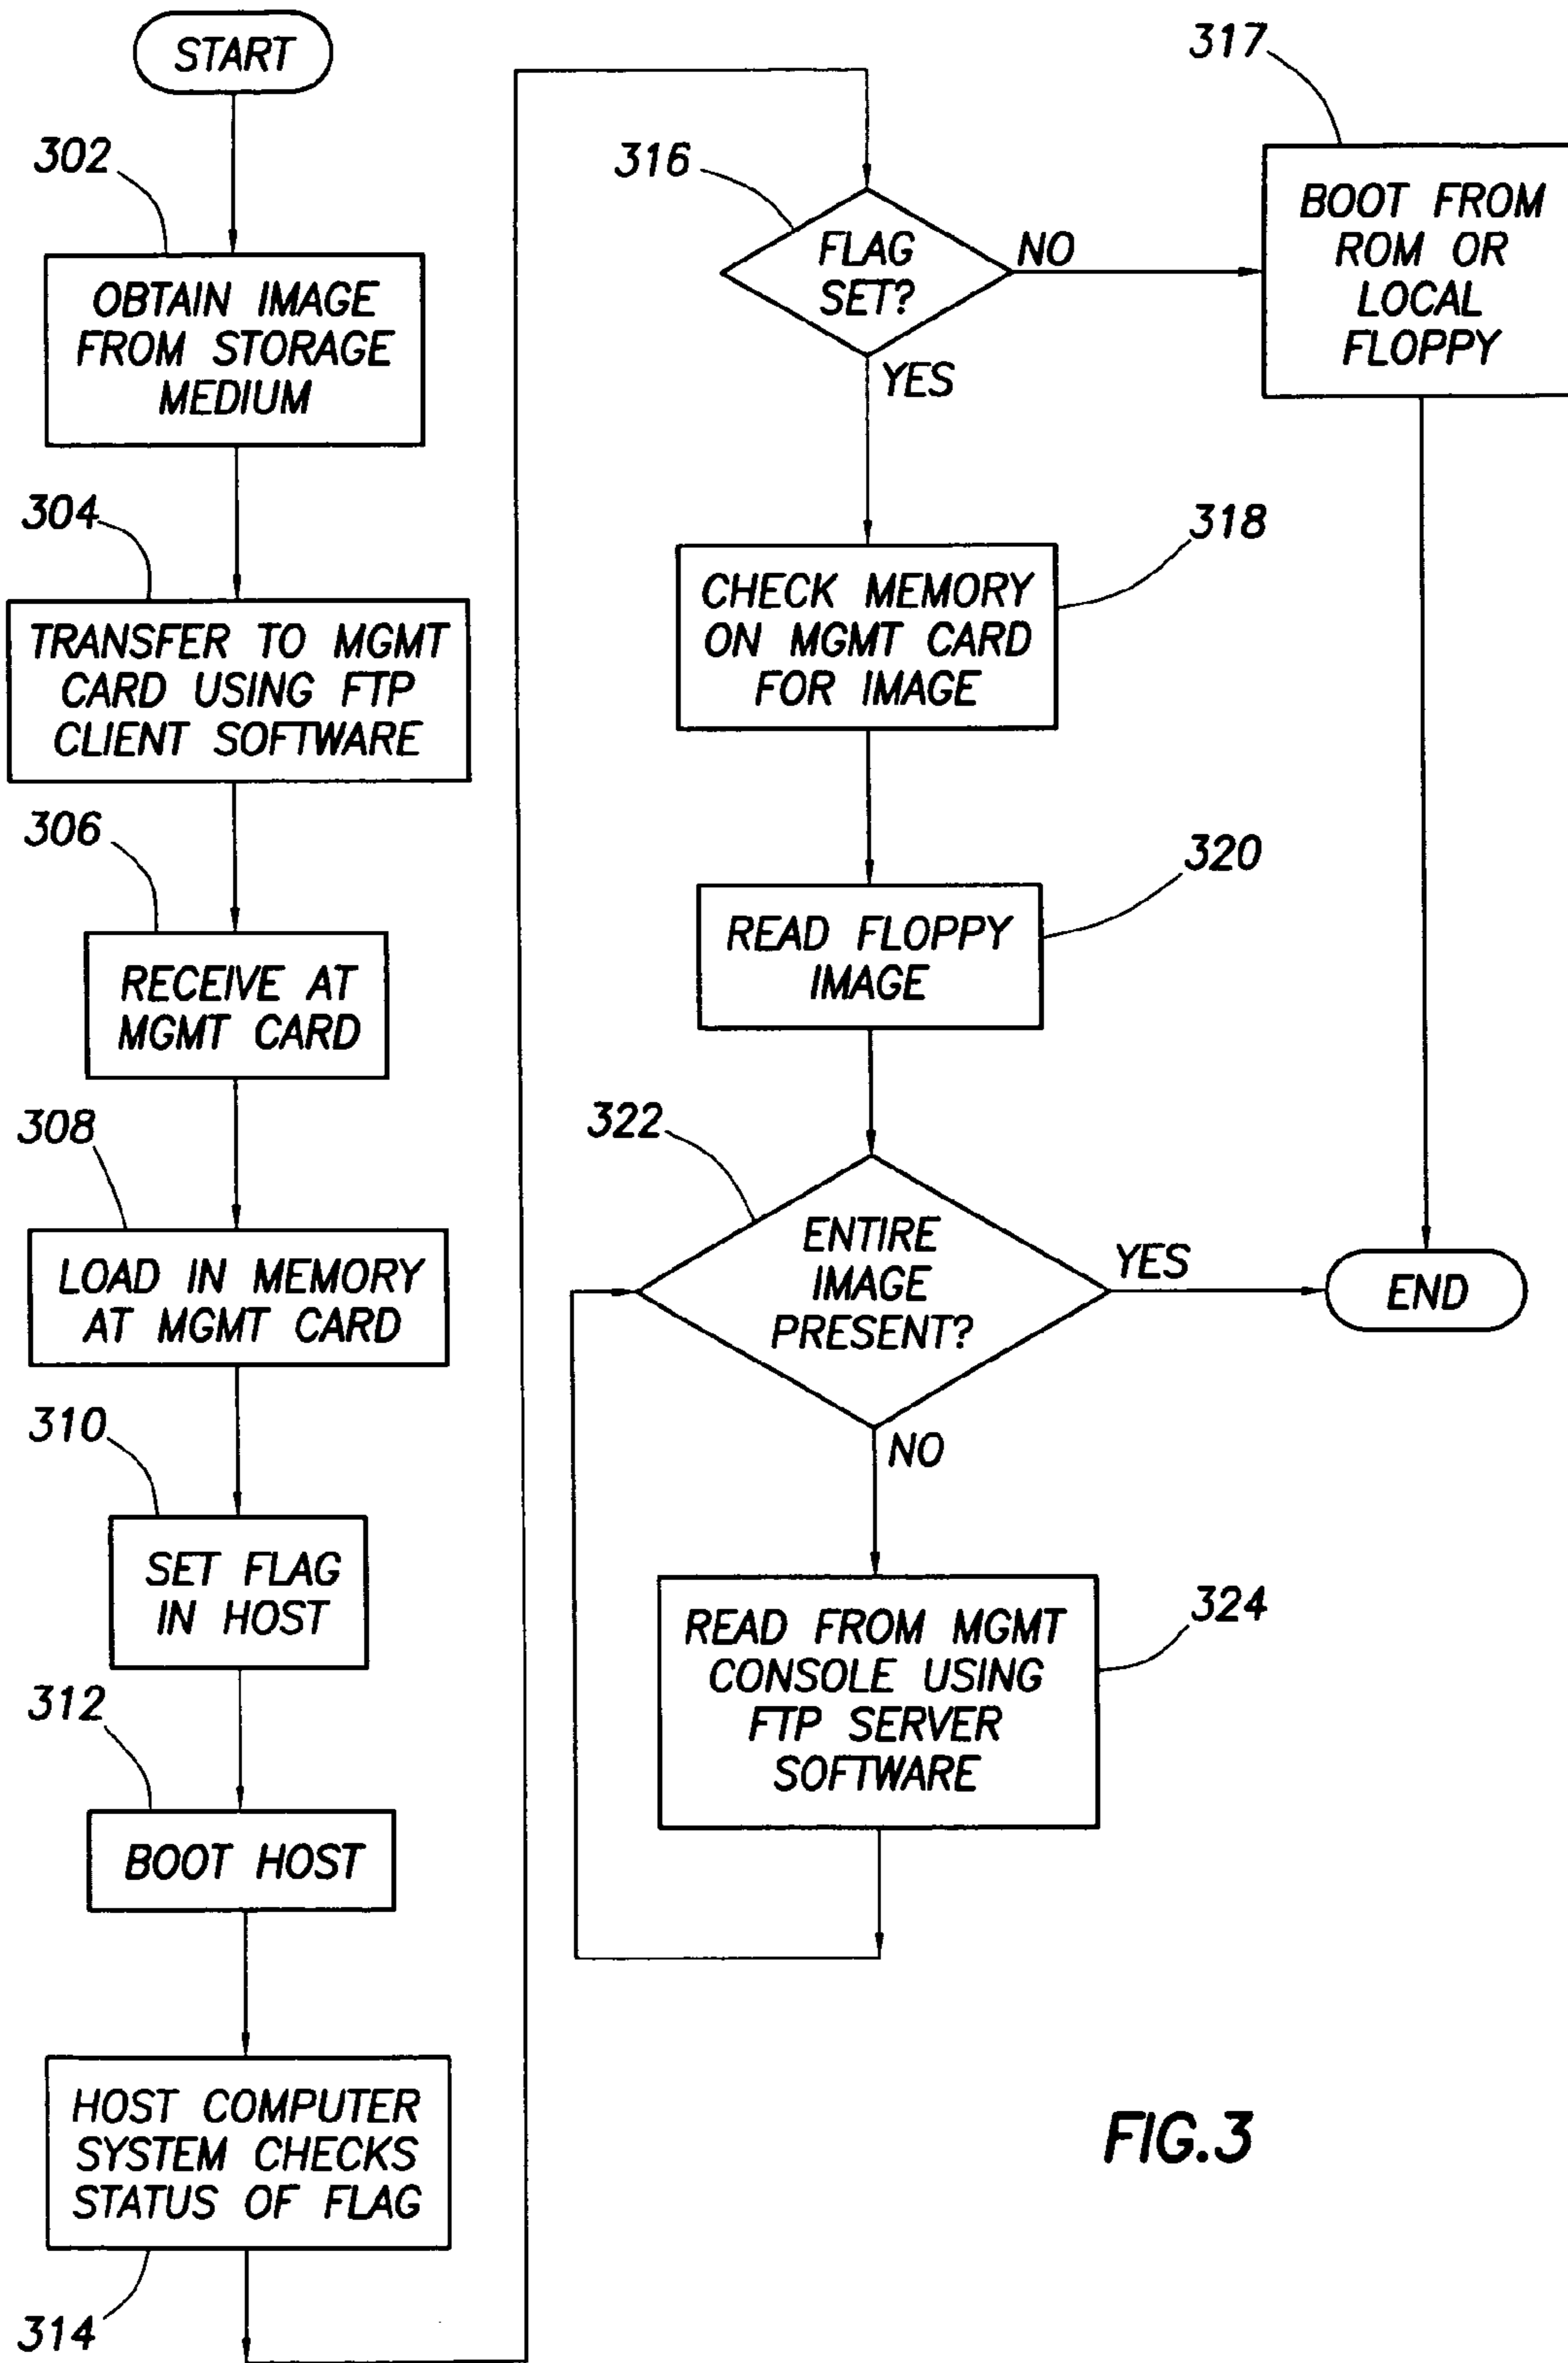 START
302
OBTAIN IMAGE
FROM STORAGE
MEDIUM
304
TRANSFER TO MGMT
CARD USING FTP
CLIENT SOFTWARE
306
RECEIVE AT
MGMT CARD
308
LOAD IN MEMORY
AT MGMT CARD
310
SET FLAG
IN HOST
312
BOOT HOST
HOST COMPUTER
SYSTEM CHECKS
STATUS OF FLAG
314
316
FLAG
SET?
NO
YES
317
BOOT FROM
ROM OR
LOCAL
FLOPPY
318
CHECK MEMORY
ON MGMT CARD
FOR IMAGE
320
READ FLOPPY
IMAGE
322
ENTIRE
IMAGE
PRESENT?
YES
END
NO
324
READ FROM MGMT
CONSOLE USING
FTP SERVER
SOFTWARE
FIG.3